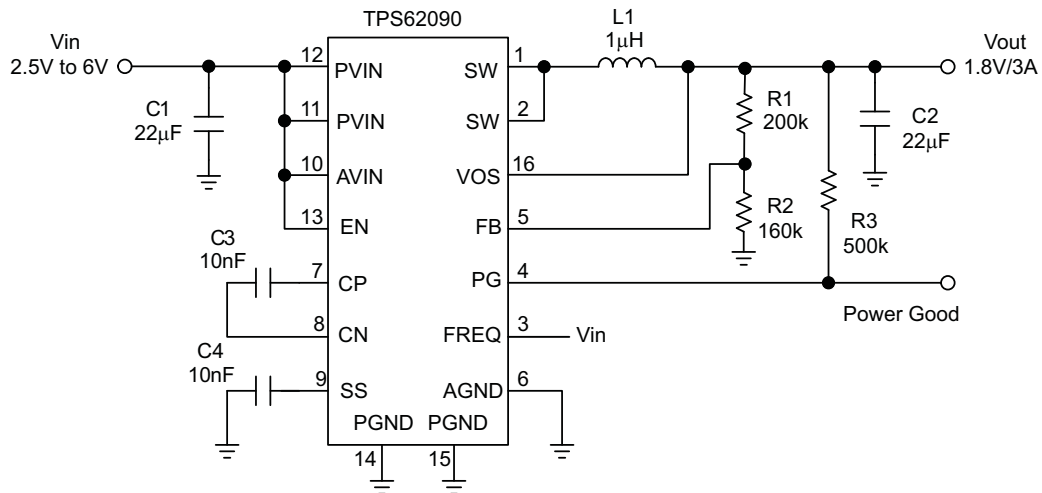 TPS62090
Vin
2.5V to 6V
C1
22μF
12
PVIN
11
PVIN
10
AVIN
13
EN
C3
10nF
7
CP
8
CN
C4
10nF
9
SS
PGND
PGND
14
15
1
SW
2
SW
16
VOS
5
FB
4
PG
3
FREQ
Vin
6
AGND
L1
1μH
R1
200k
R2
160k
R3
500k
C2
22μF
Vout
1.8V/3A
Power Good